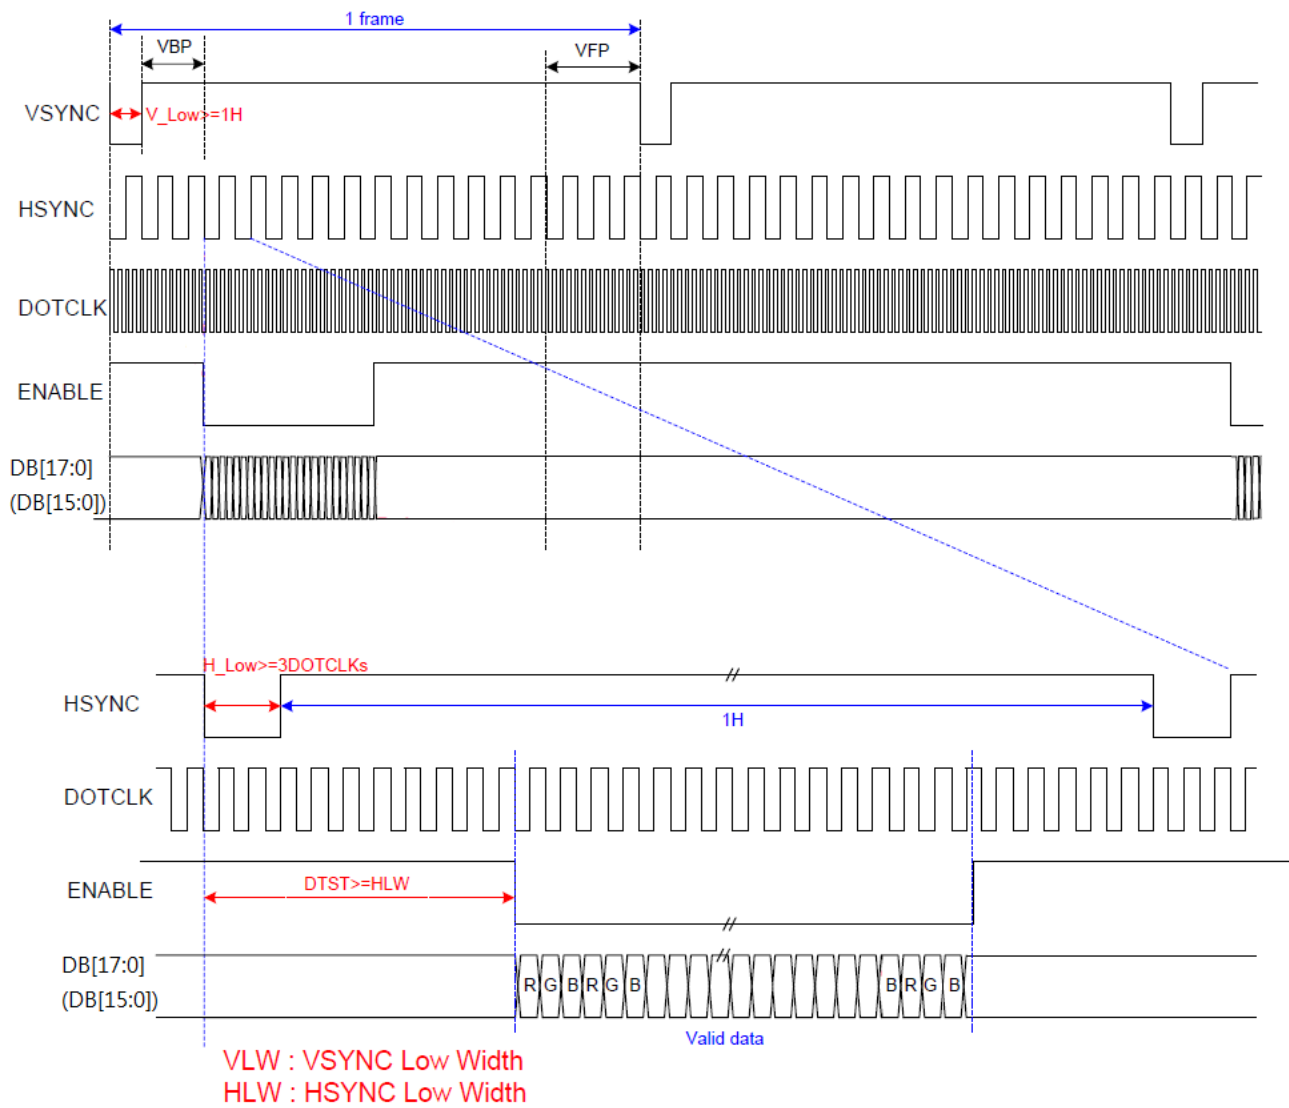 1 frame
VBP
VFP
VSYNC
V_Low>=1H
HSYNC
DOTCLK
ENABLE
DB[17:0]
(DB[15:0])
H_Low>=3DOTCLKs
HSYNC
1H
DOTCLK
ENABLE
DTST>=HLW
DB[17:0]
(DB[15:0])
R G B R G B B R G B
Valid data
VLW : VSYNC Low Width
HLW : HSYNC Low Width